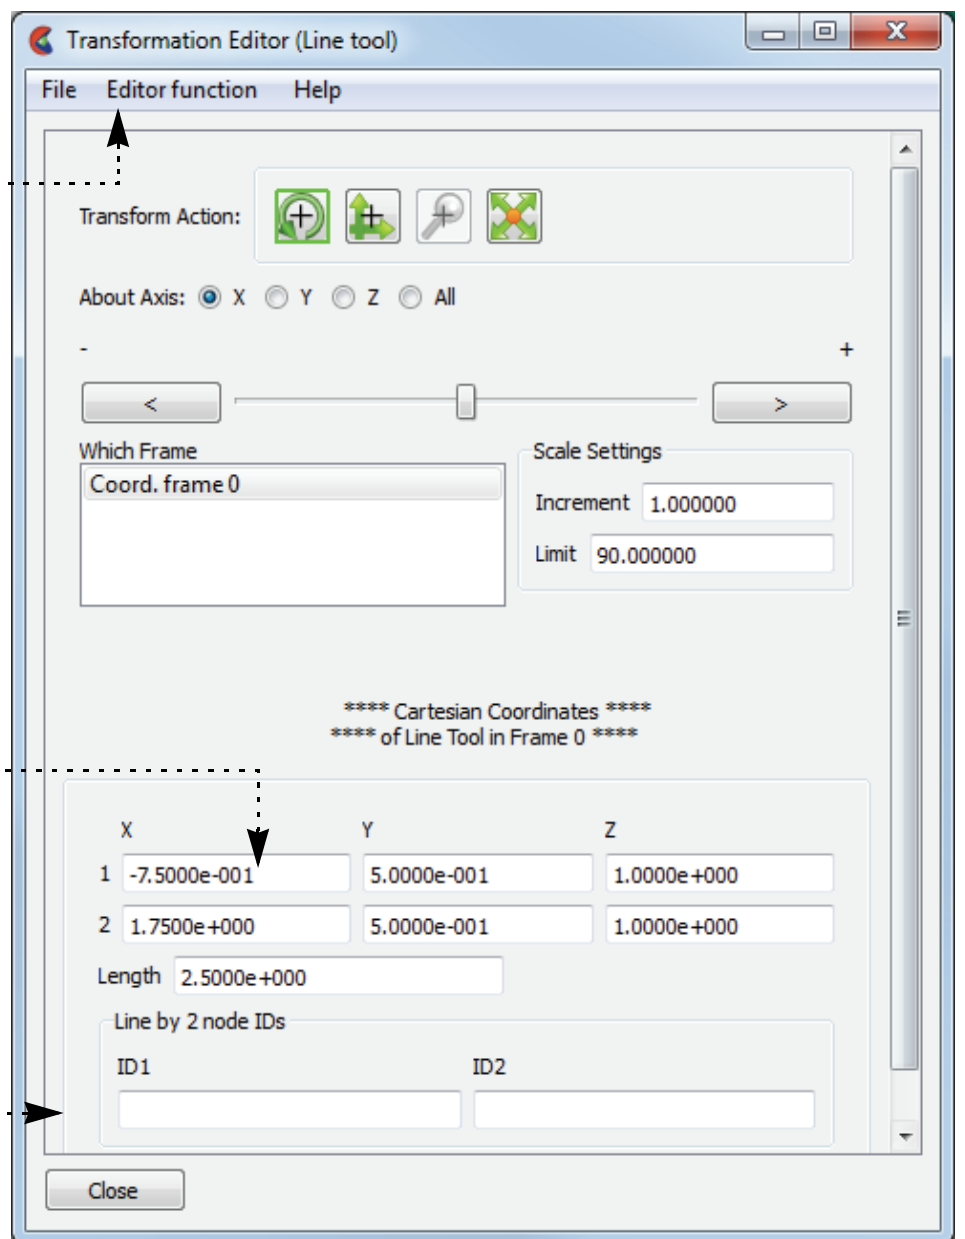 Transformation Editor (Line tool)
File Editor function Help
Transform Action:
About Axis: X Y Z All
- +
< >
Which Frame Scale Settings
Coord. frame 0
Increment 1.000000
Limit 90.000000
**** Cartesian Coordinates ****
**** of Line Tool in Frame 0 ****
X Y Z
1 -7.5000e-001 5.0000e-001 1.0000e+000
2 1.7500e+000 5.0000e-001 1.0000e+000
Length 2.5000e+000
Line by 2 node IDs
ID1 ID2
Close